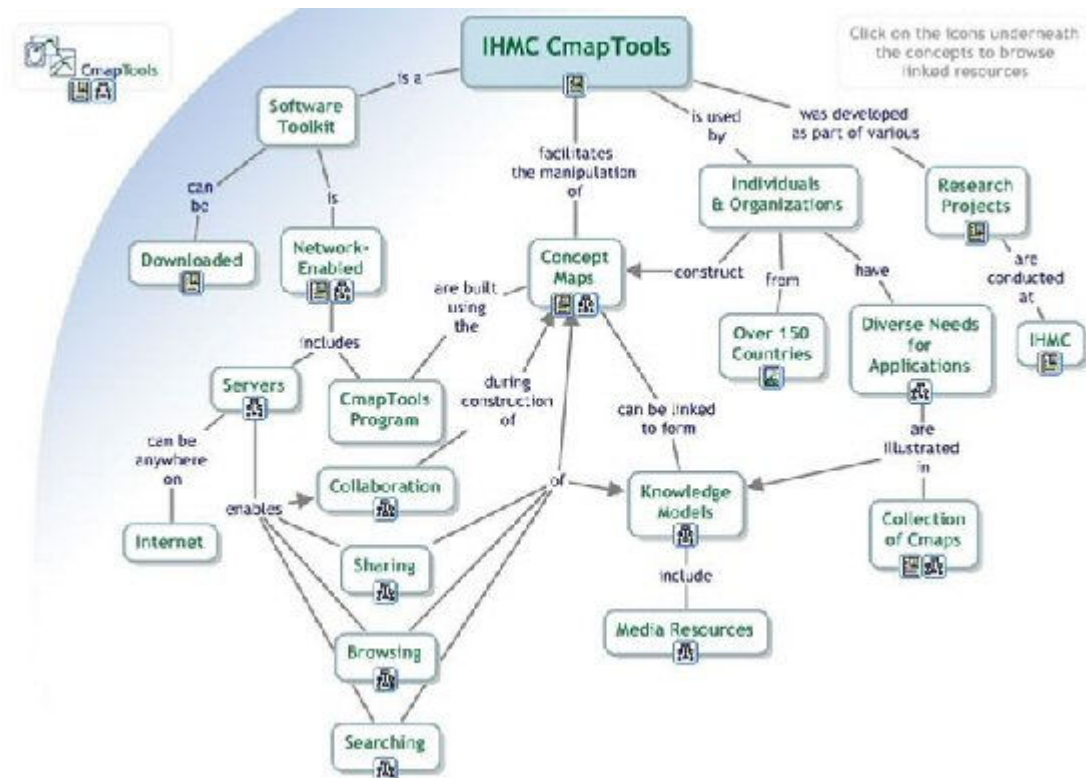 CmapTools
IHMC CmapTools
Click on the icons underneath
the concepts to browse
linked resources
is a
is used
by
was developed
as part of various
Software
Toolkit
facilitates
the manipulation
of
Individuals
& Organizations
Research
Projects
can
be
is
Downloaded
Network-
Enabled
Concept
Maps
construct
from
have
are
conducted
at
are built
using
the
Over 150
Countries
Diverse Needs
for
Applications
IHMC
includes
Servers
CmapTools
Program
during
construction
of
can be linked
to form
can be
anywhere
on
are
illustrated
in
Collaboration
of
Knowledge
Models
enables
Internet
Collection
of Cmaps
Sharing
include
Browsing
Media Resources
Searching